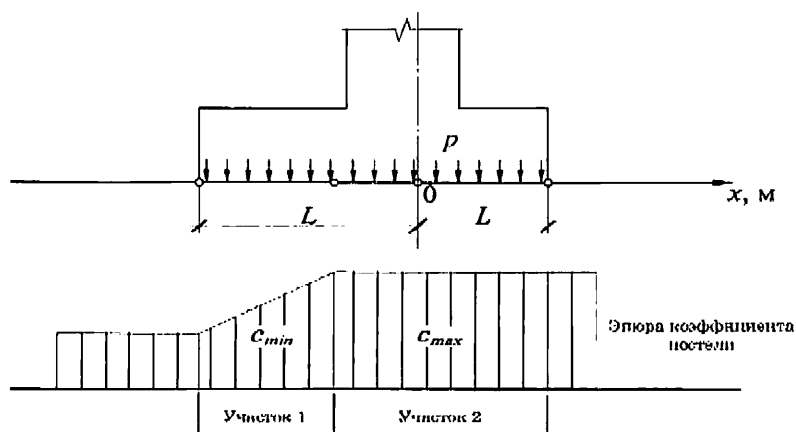 p
0
x, м
L
L
c_min
c_max
Эпюра коэффициента
постели
Участок 1
Участок 2